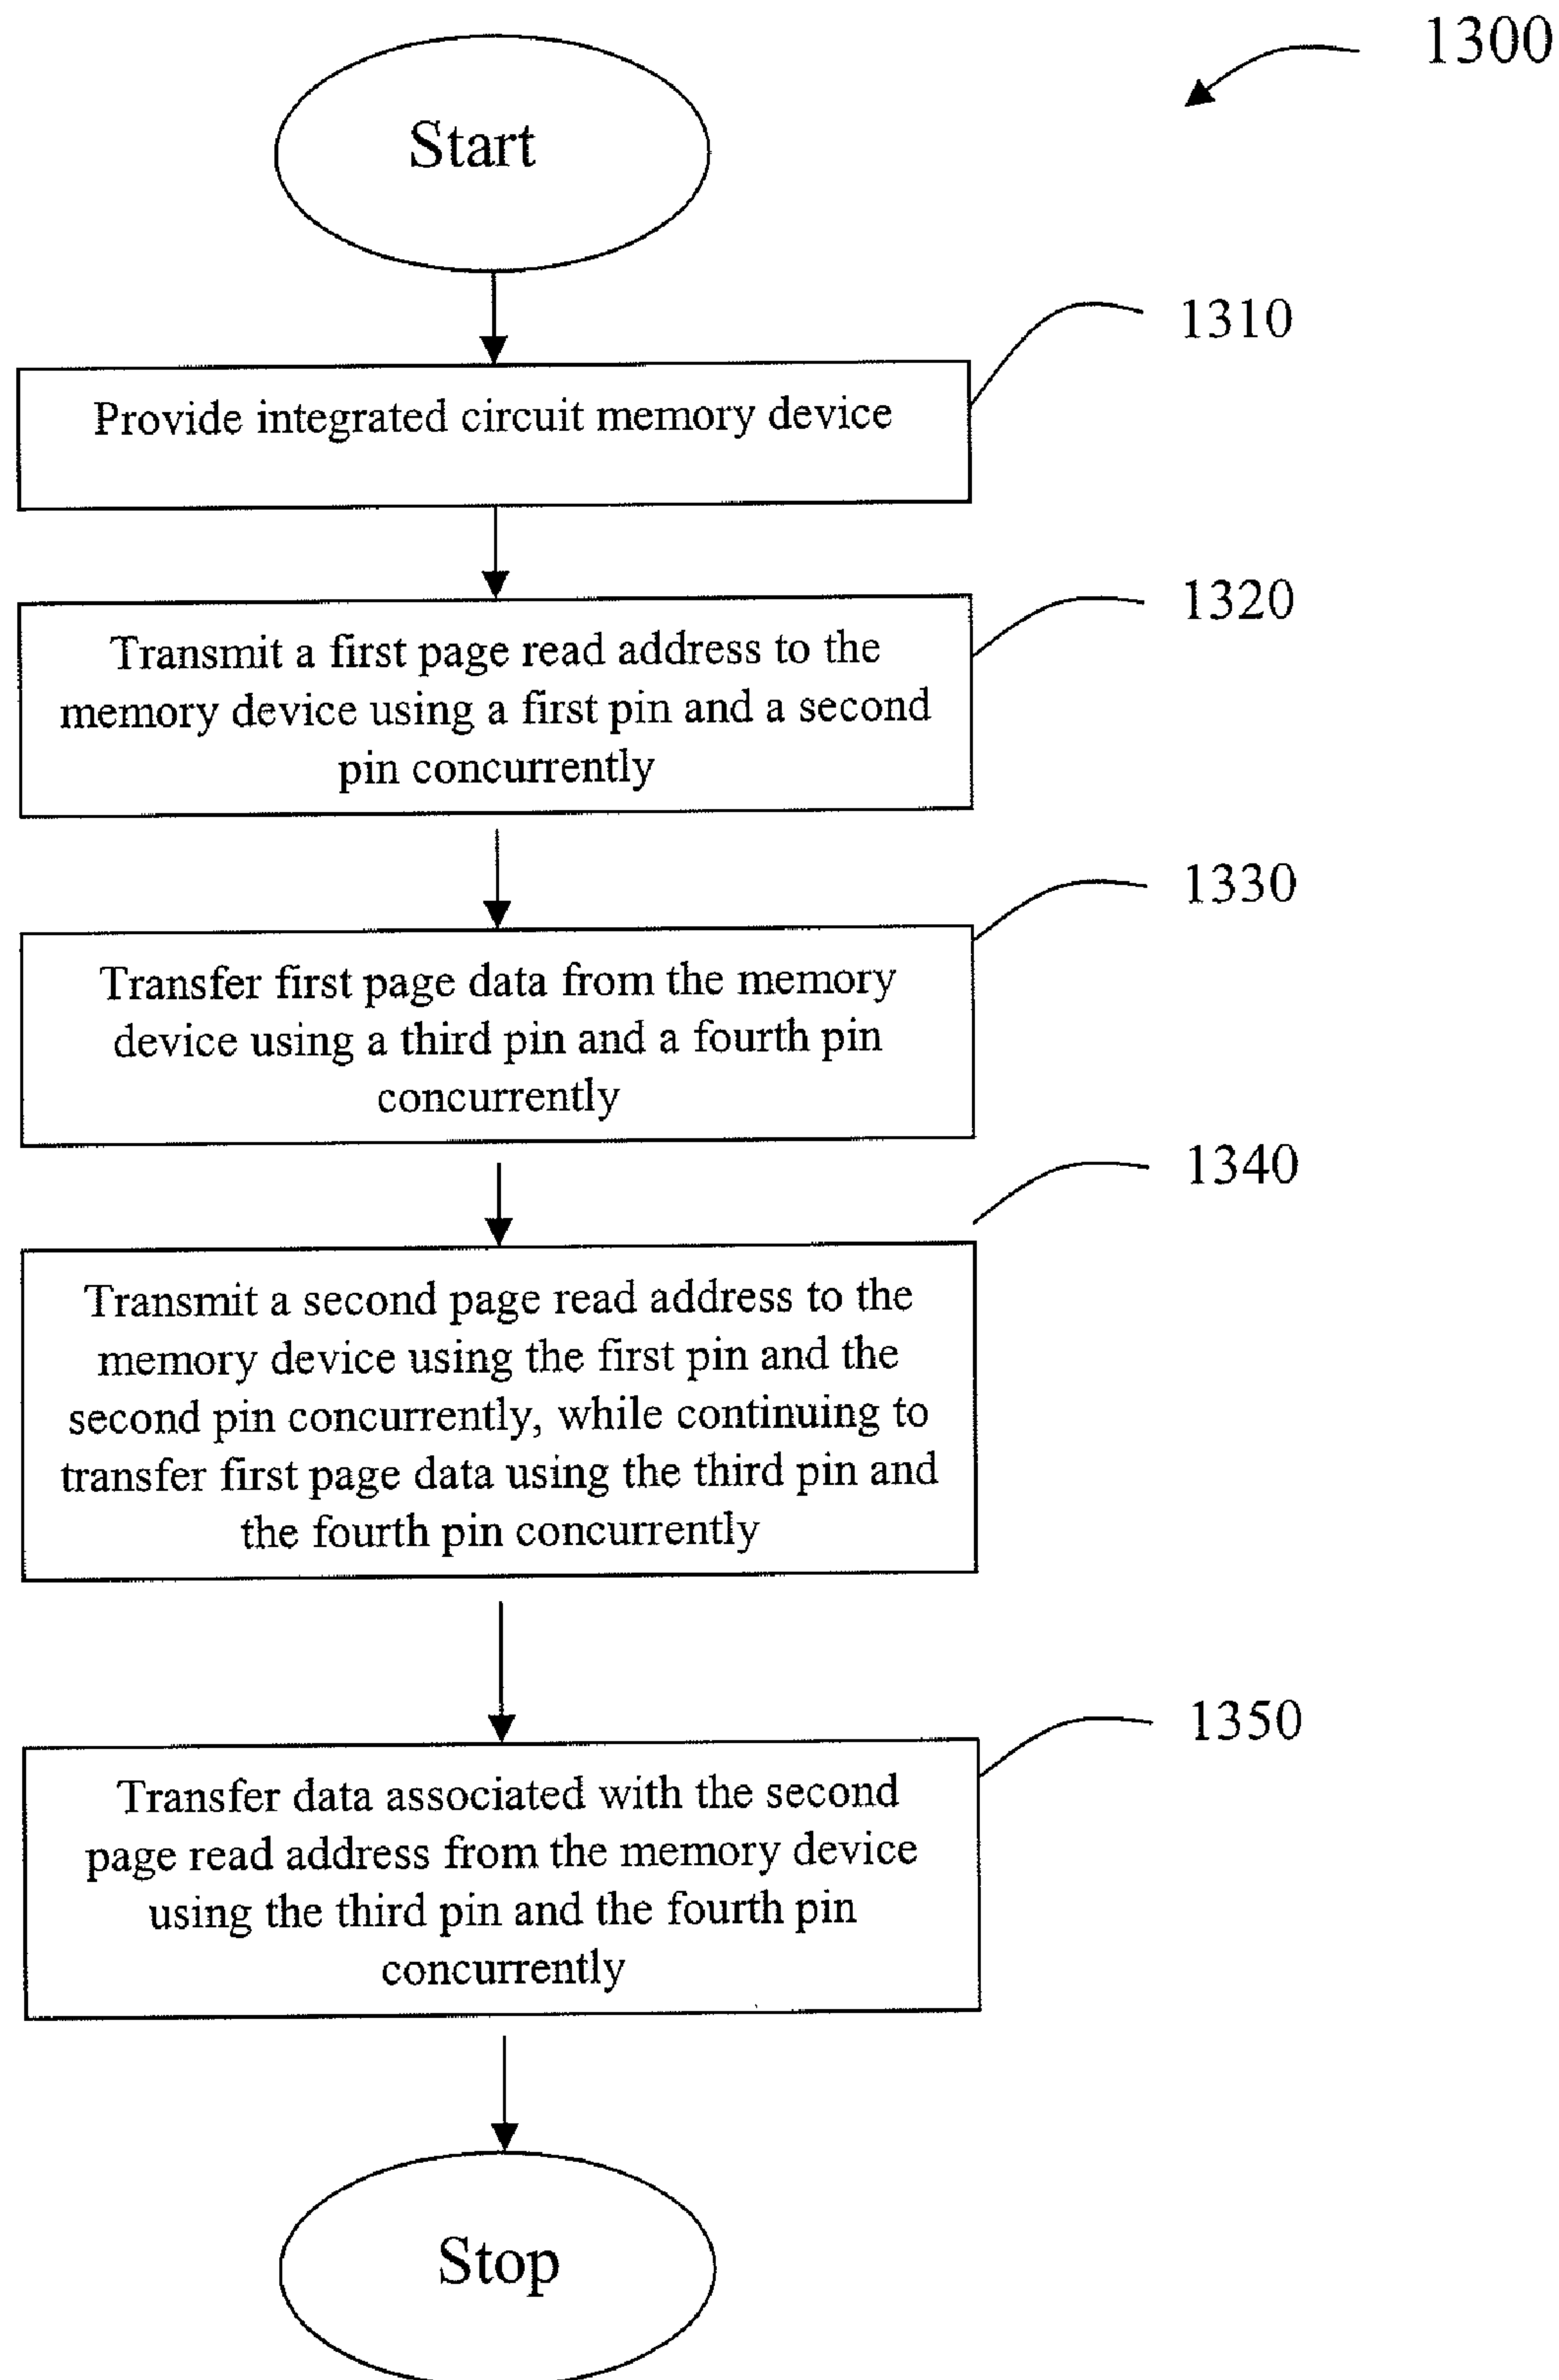 1300
Start
1310
Provide integrated circuit memory device
1320
Transmit a first page read address to the
memory device using a first pin and a second
pin concurrently
1330
Transfer first page data from the memory
device using a third pin and a fourth pin
concurrently
1340
Transmit a second page read address to the
memory device using the first pin and the
second pin concurrently, while continuing to
transfer first page data using the third pin and
the fourth pin concurrently
1350
Transfer data associated with the second
page read address from the memory device
using the third pin and the fourth pin
concurrently
Stop